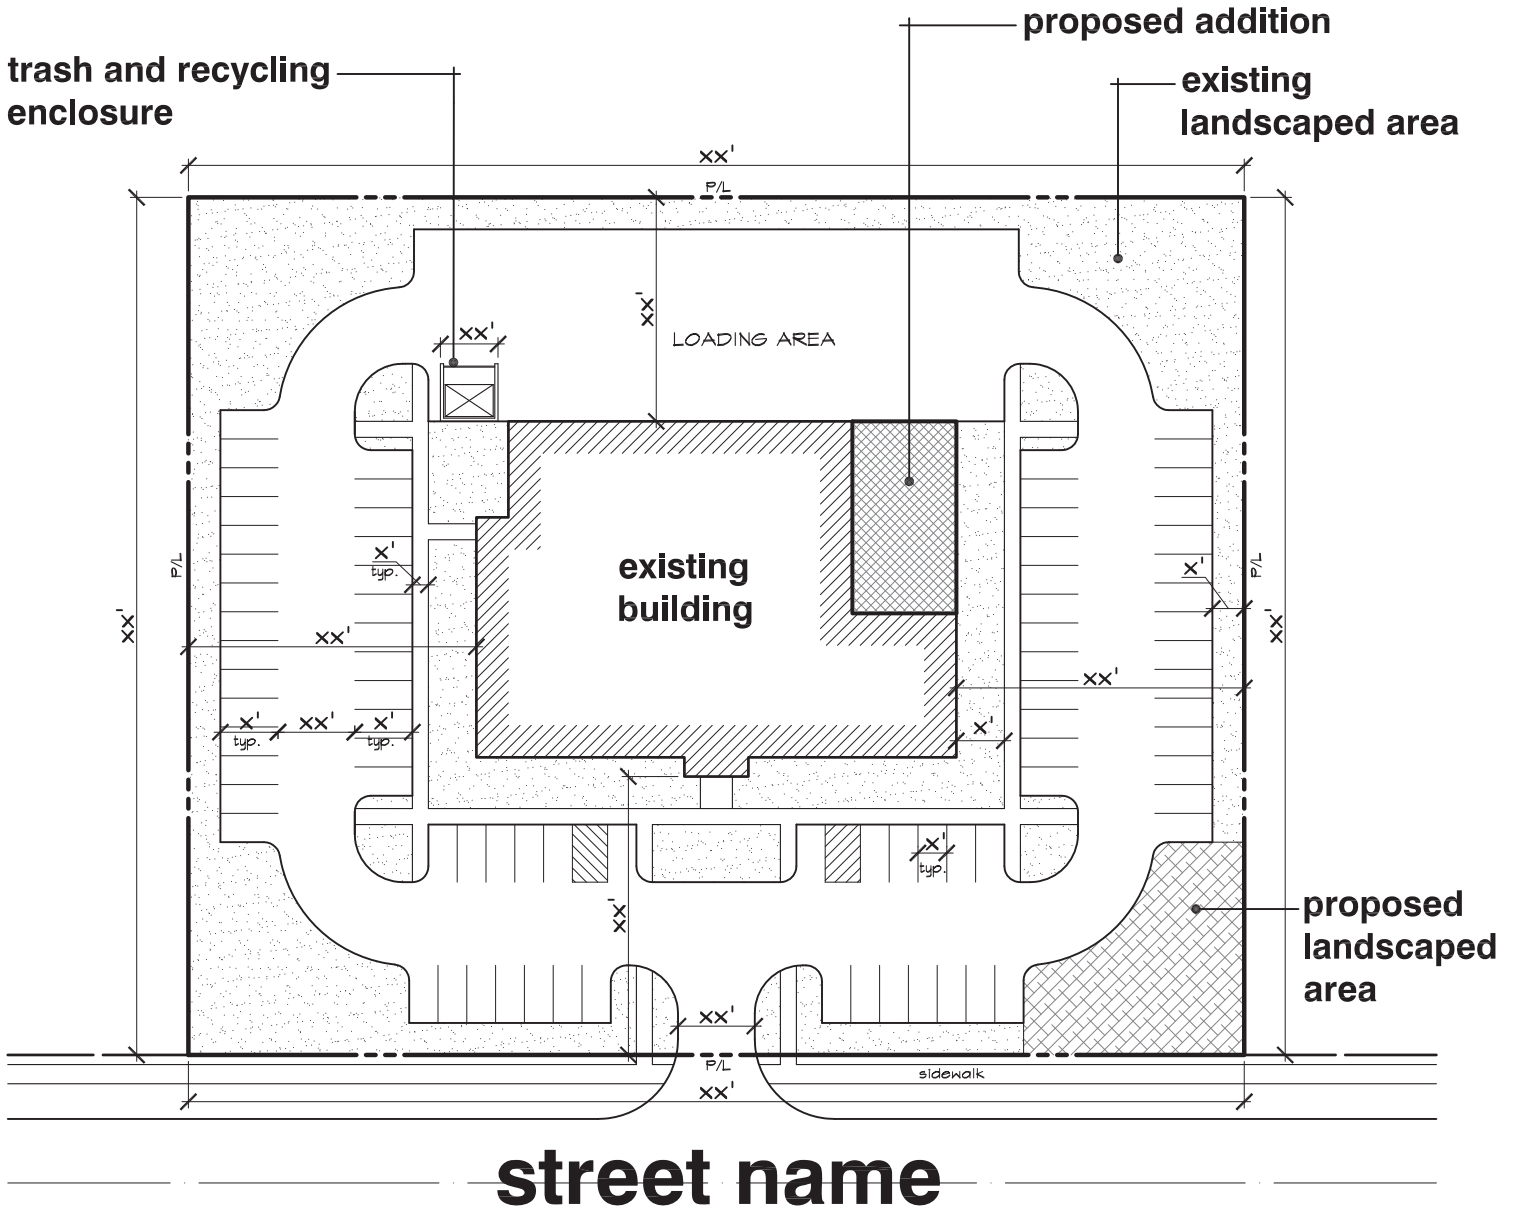 proposed addition
trash and recycling
enclosure
existing
landscaped area
xx'
P/L
xx'
xx'
LOADING AREA
existing
building
x'
typ.
x'
P/L
P/L
xx'
xx'
xx'
xx'
x'
typ.
xx'
x'
typ.
x'
x'
typ.
xx'
proposed
landscaped
area
xx'
P/L
sidewalk
xx'
street name